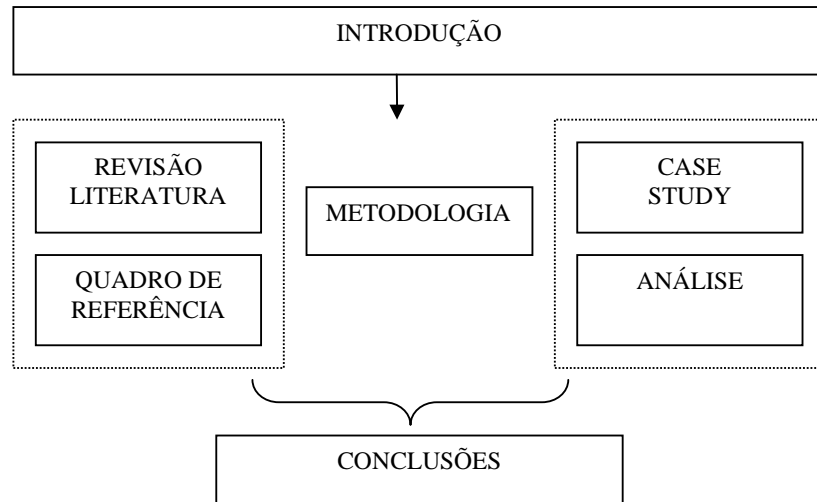 INTRODUÇÃO
REVISÃO
LITERATURA
QUADRO DE
REFERÊNCIA
METODOLOGIA
CASE
STUDY
ANÁLISE
CONCLUSÕES